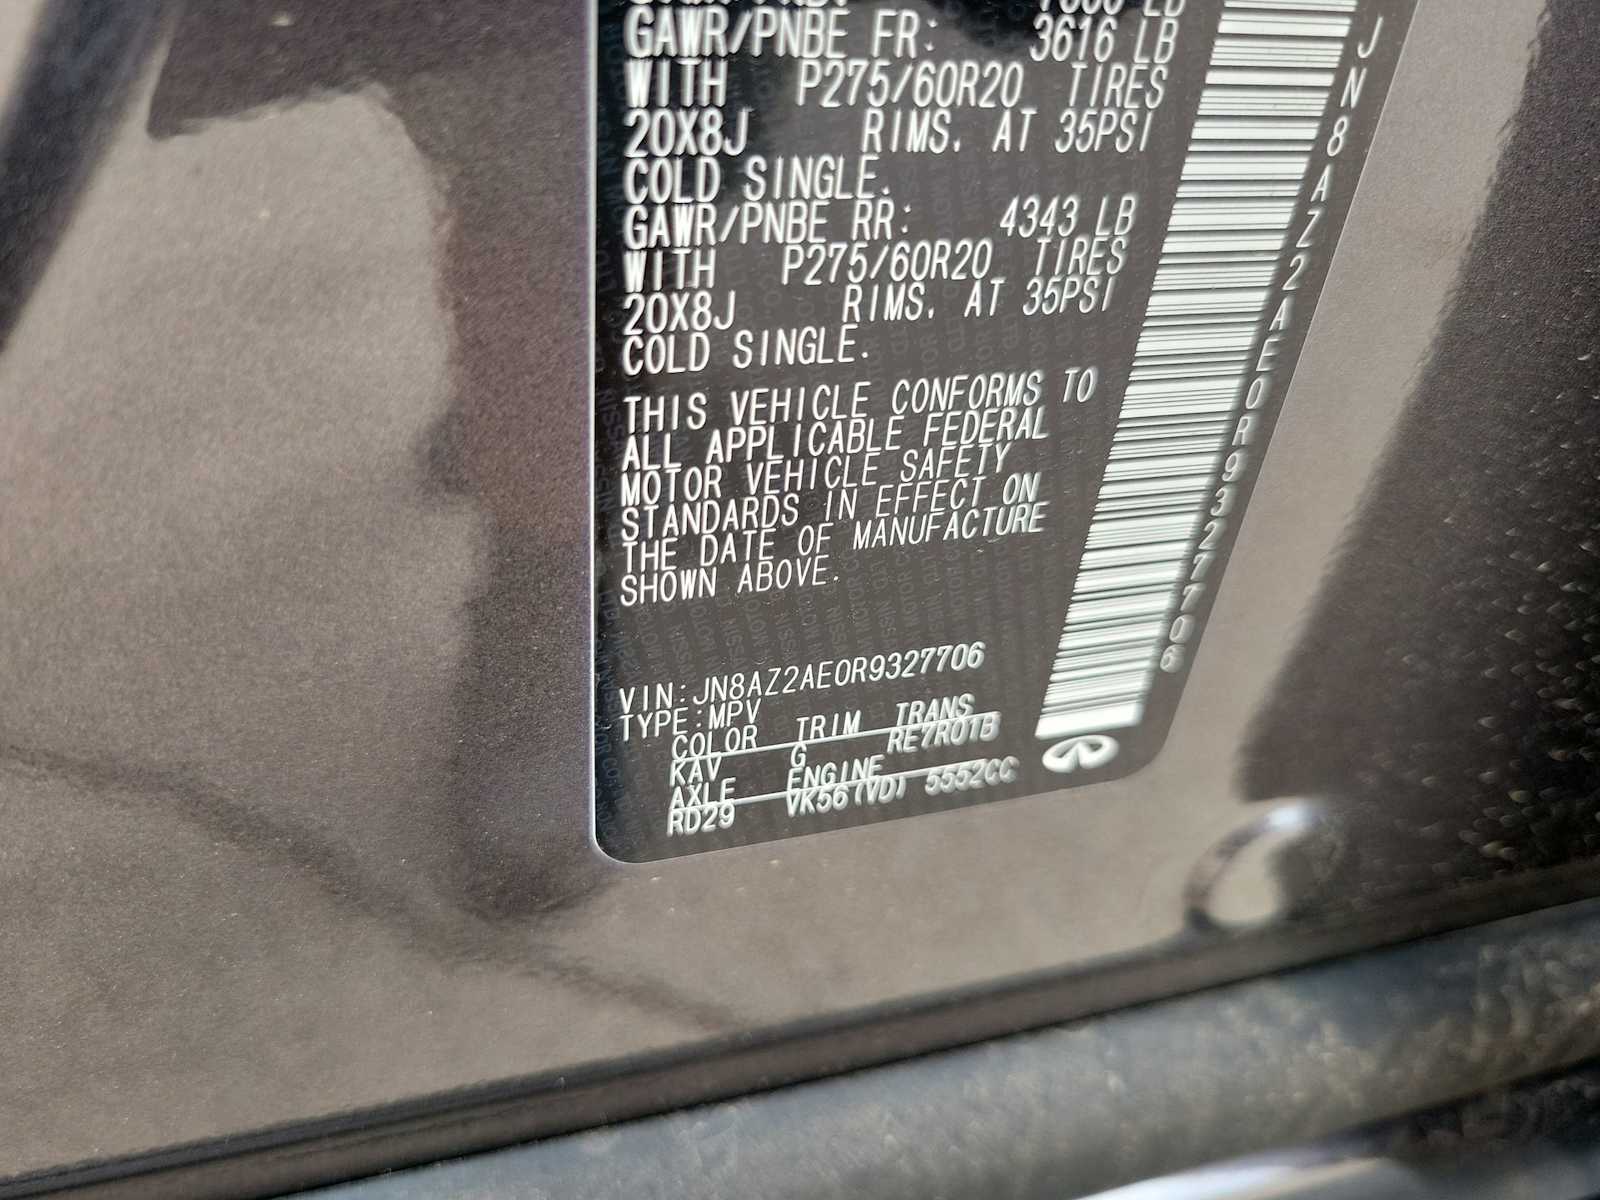 GAWR/PNBE FR: 3616 LB
WITH P275/60R20 TIRES
20X8J RIMS. AT 35PSI
COLD SINGLE.
GAWR/PNBE RR: 4343 LB
WITH P275/60R20 TIRES
20X8J RIMS. AT 35PSI
COLD SINGLE.
THIS VEHICLE CONFORMS TO
ALL APPLICABLE FEDERAL
MOTOR VEHICLE SAFETY
STANDARDS IN EFFECT ON
THE DATE OF MANUFACTURE
SHOWN ABOVE.
VIN:JN8AZ2AE0R9327706
TYPE:MPV
COLOR TRIM TRANS
KAV G RE7R01B
AXLE ENGINE
RD29 VK56(VD) 5552CC
JN8AZ2AE0R9327706